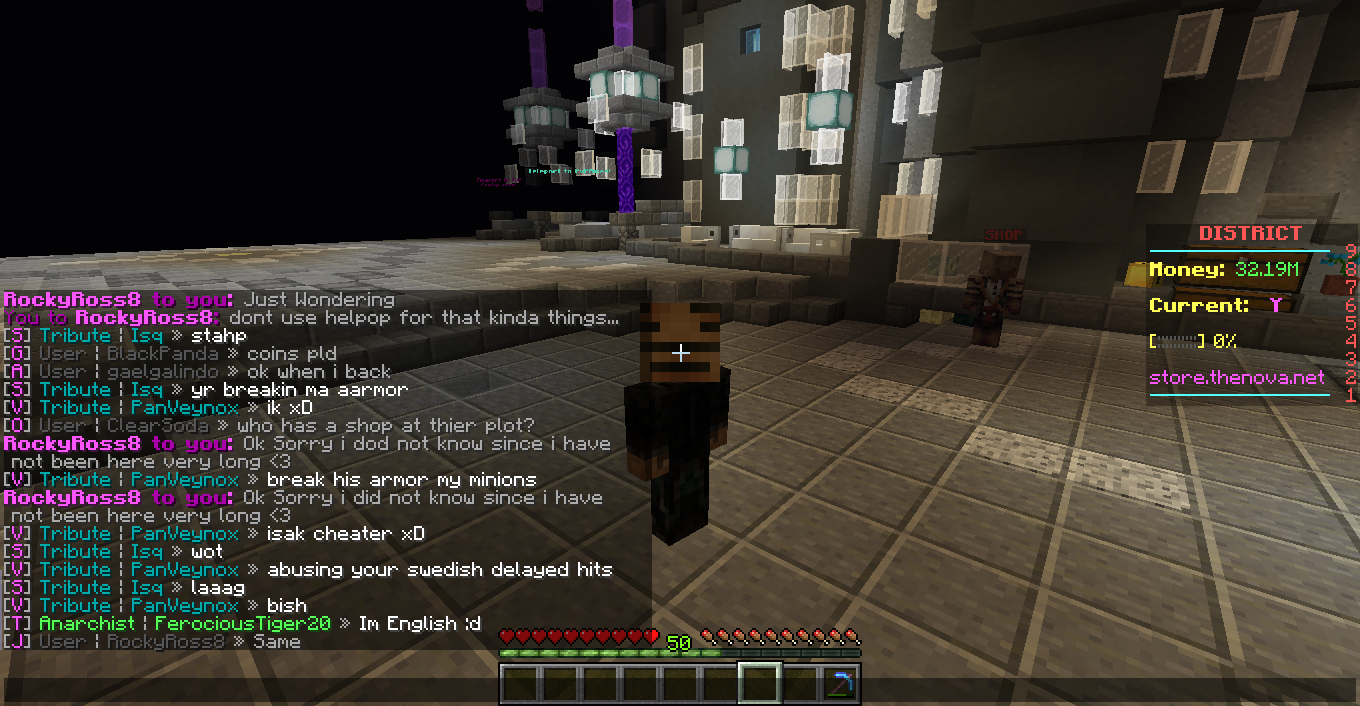 Teleport to
SHOP
DISTRICT
Money: 32.19M
Current: Y
[::::::::::] 0%
store.thenova.net
9
8
7
6
5
4
3
2
1
RockyRoss8 to you: Just Wondering
You to RockyRoss8: dont use helpop for that kinda things...
[S] Tribute ¦ Isq » stahp
[G] User ¦ BlackPanda » coins pld
[A] User ¦ gaelgalindo » ok when i back
[S] Tribute ¦ Isq » yr breakin ma aarmor
[V] Tribute ¦ PanVeynox » ik xD
[O] User ¦ ClearSoda » who has a shop at thier plot?
RockyRoss8 to you: Ok Sorry i dod not know since i have
not been here very long <3
[V] Tribute ¦ PanVeynox » break his armor my minions
RockyRoss8 to you: Ok Sorry i did not know since i have
not been here very long <3
[V] Tribute ¦ PanVeynox » isak cheater xD
[S] Tribute ¦ Isq » wot
[V] Tribute ¦ PanVeynox » abusing your swedish delayed hits
[S] Tribute ¦ Isq » laaag
[V] Tribute ¦ PanVeynox » bish
[T] Anarchist ¦ FerociousTiger20 » Im English :d
[J] User ¦ RockyRoss8 » Same
50